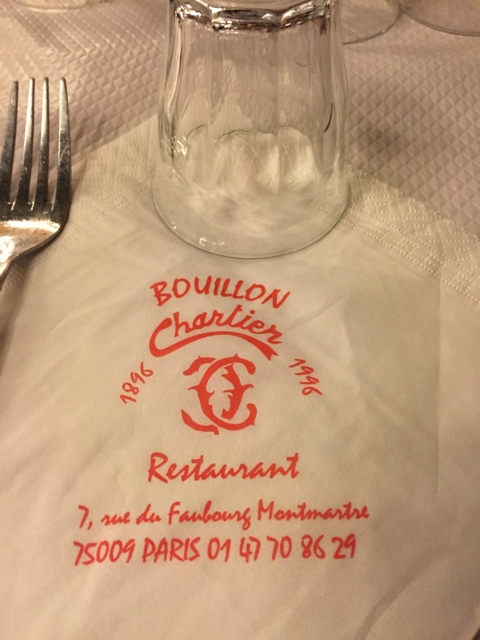 BOUILLON
Chartier
1896 1996
Restaurant
7, rue du Faubourg Montmartre
75009 PARIS 01 47 70 86 29